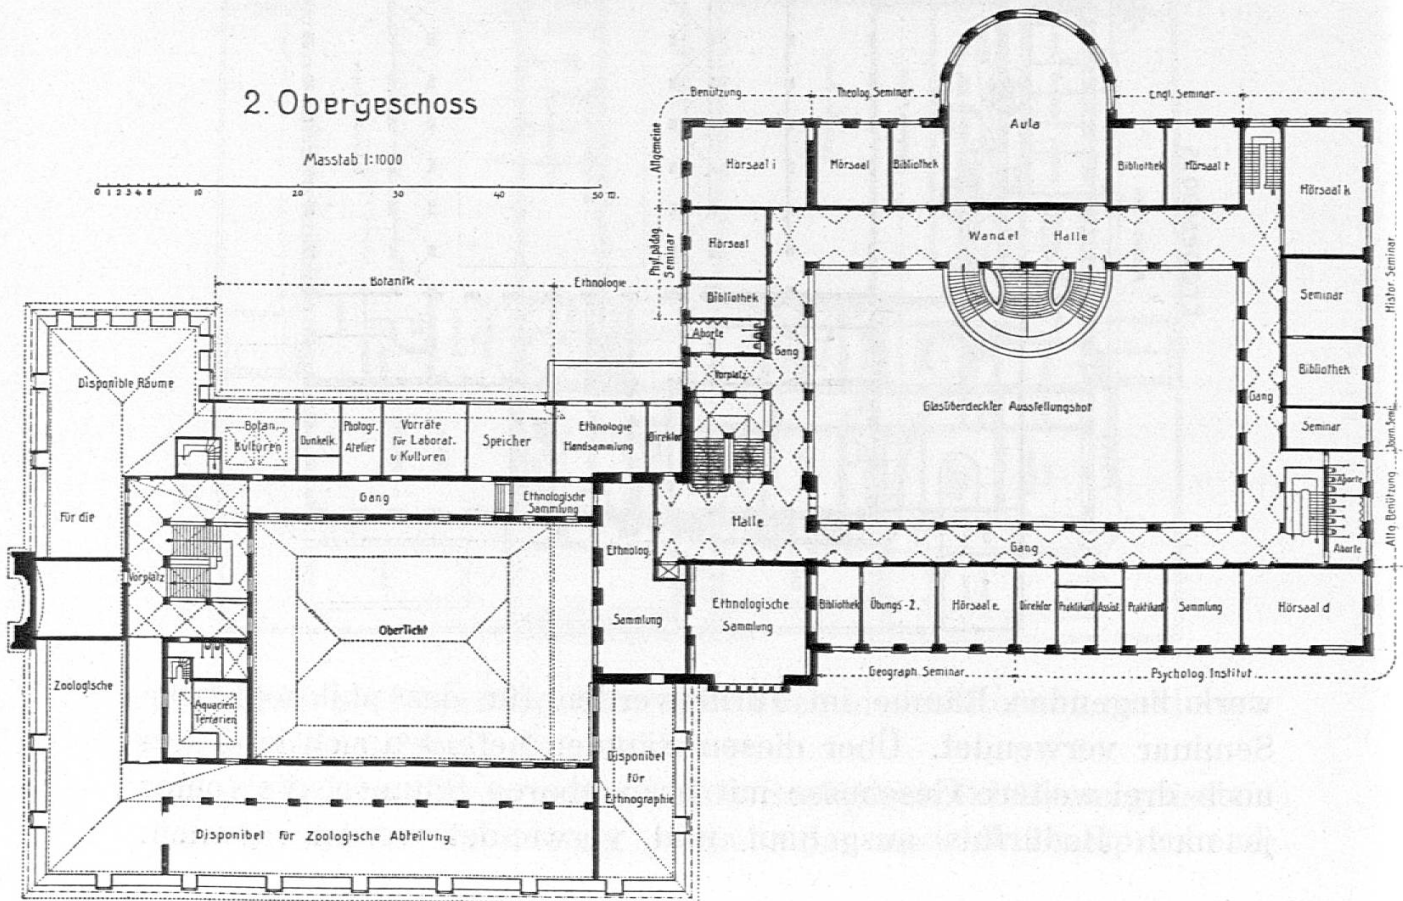 2. Obergeschoss
Masstab 1:1000
0 1 2 3 4 5 10 20 30 40 50 m.
Allgemeine
Benützung
Theolog. Seminar
Engl. Seminar
Aula
Hörsaal i
Hörsaal
Bibliothek
Bibliothek
Hörsaal k
Phil. pädag.
Seminar
Hörsaal
Wandel Halle
Bibliothek
Aborte
Gang
Vorplatz
Seminar
Histor. Seminar
Bibliothek
Gang
Glasüberdeckter Ausstellungshof
Seminar
Journ. Sem.
Aborte
Allg. Benützung
Aborte
Botanik
Ethnologie
Disponible Räume
Botan.
Kulturen
Dunkelk.
Photogr.
Atelier
Vorräte
für Laborat.
u Kulturen
Speicher
Ethnologie
Handsammlung
Direktor
Für die
Gang
Ethnologische
Sammlung
Halle
Gang
Vorplatz
Ethnolog.
Sammlung
Ethnologische
Sammlung
Bibliothek
Übungs-Z.
Hörsaal e.
Direktor
Praktikant
Assist.
Praktikant
Sammlung
Hörsaal d
Oberlicht
Zoologische
Aquarien
Terrarien
Geograph. Seminar
Psycholog. Institut
Disponibel
für
Ethnographie
Disponibel für Zoologische Abteilung.